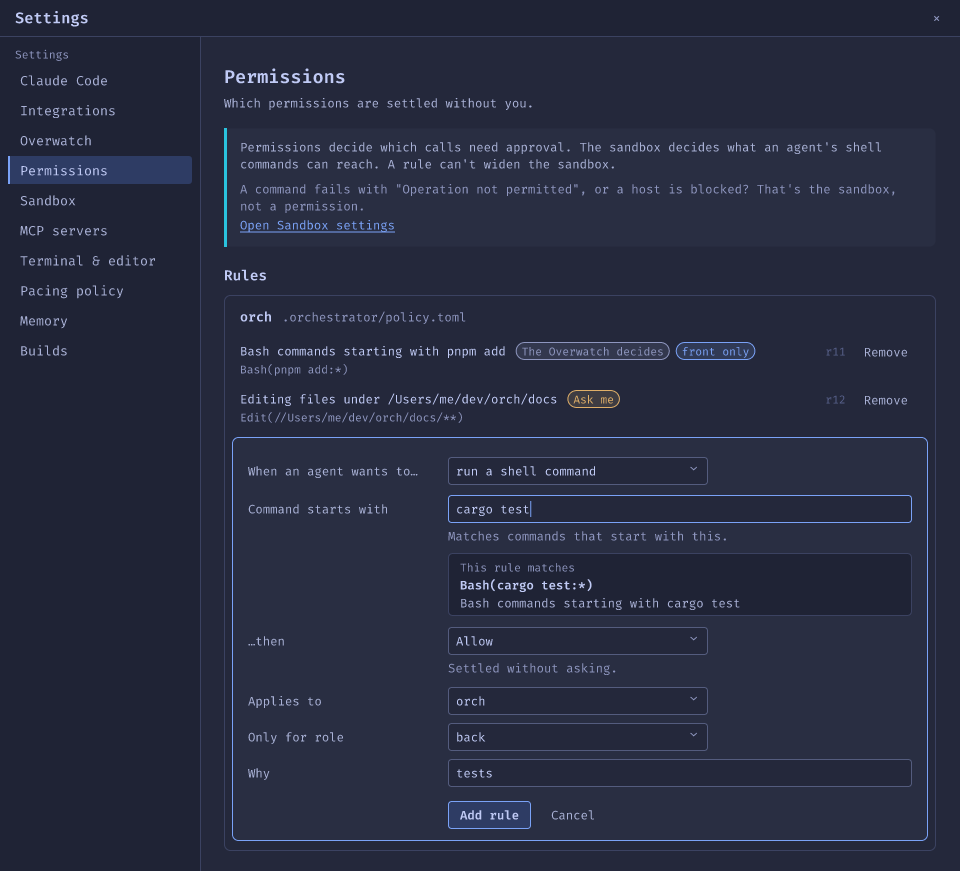 Settings
×
Settings
Claude Code
Integrations
Overwatch
Permissions
Sandbox
MCP servers
Terminal & editor
Pacing policy
Memory
Builds
Permissions
Which permissions are settled without you.
Permissions decide which calls need approval. The sandbox decides what an agent's shell
commands can reach. A rule can't widen the sandbox.
A command fails with "Operation not permitted", or a host is blocked? That's the sandbox,
not a permission.
Open Sandbox settings
Rules
orch .orchestrator/policy.toml
Bash commands starting with pnpm add The Overwatch decides front only r11 Remove
Bash(pnpm add:*)
Editing files under /Users/me/dev/orch/docs Ask me r12 Remove
Edit(//Users/me/dev/orch/docs/**)
When an agent wants to… run a shell command
Command starts with cargo test
Matches commands that start with this.
This rule matches
Bash(cargo test:*)
Bash commands starting with cargo test
…then Allow
Settled without asking.
Applies to orch
Only for role back
Why tests
Add rule Cancel